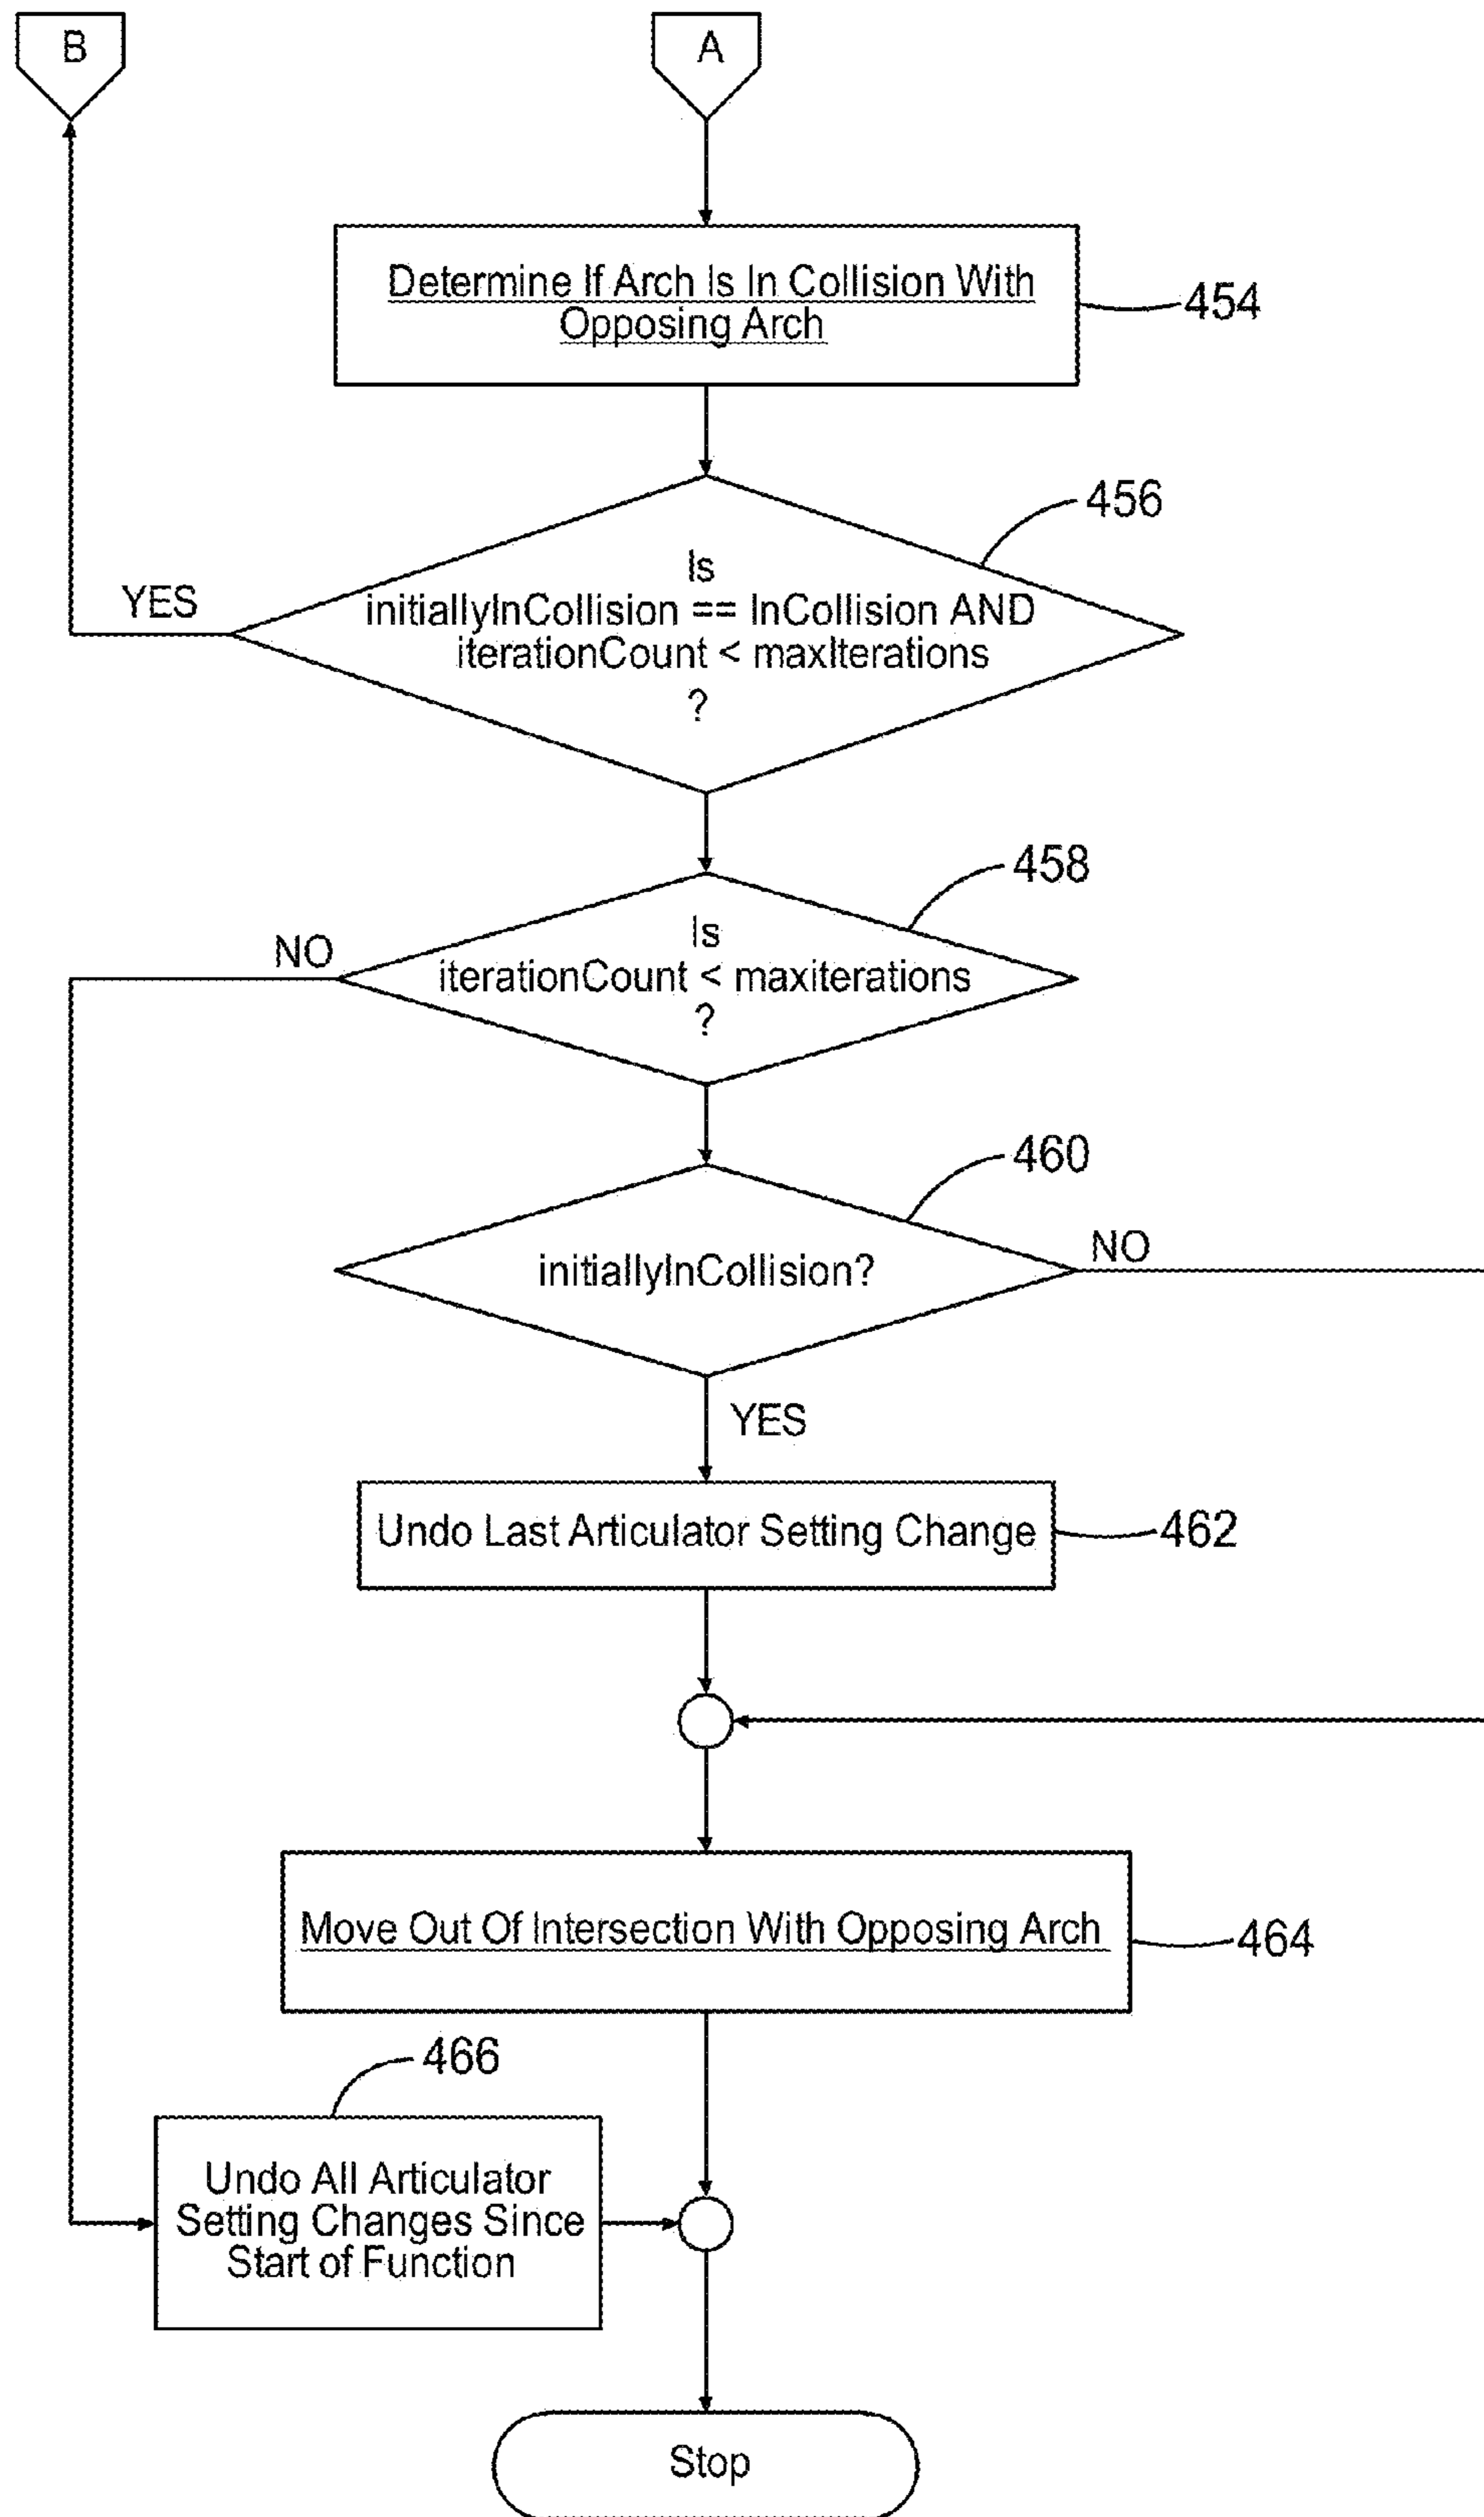 B
A
Determine If Arch Is In Collision With
Opposing Arch
454
456
Is
initiallyInCollision == InCollision AND
iterationCount < maxIterations
?
YES
458
Is
iterationCount < maxiterations
?
NO
460
initiallyInCollision?
NO
YES
Undo Last Articulator Setting Change
462
Move Out Of Intersection With Opposing Arch
464
466
Undo All Articulator
Setting Changes Since
Start of Function
Stop